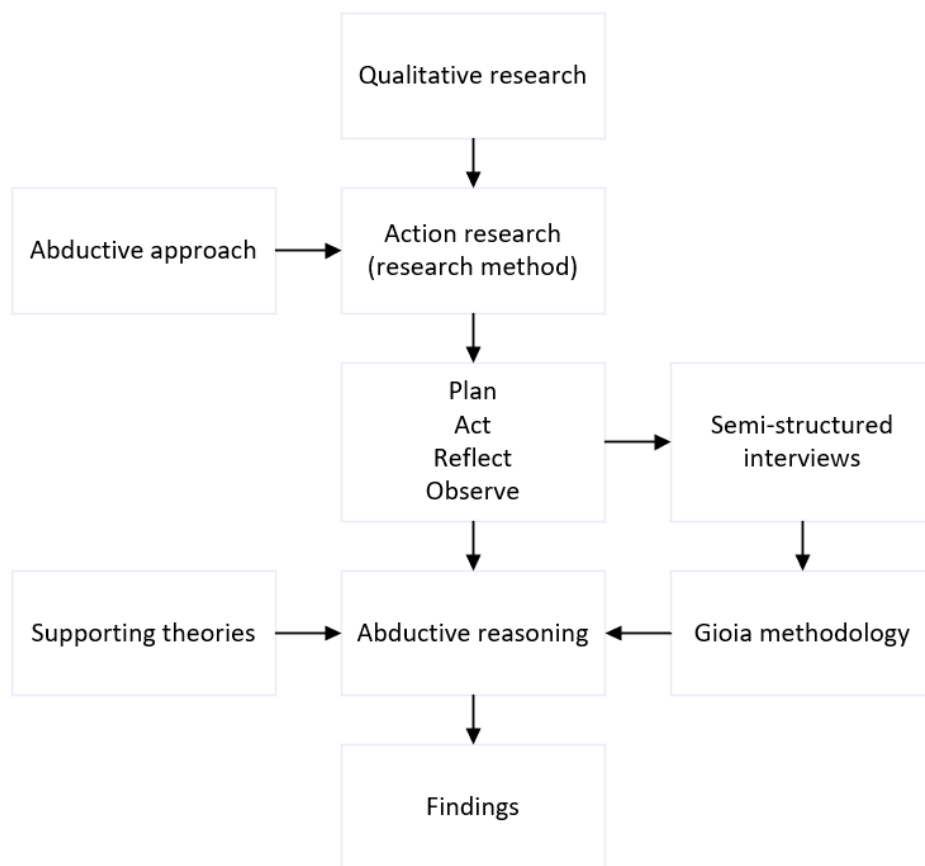 Qualitative research
Abductive approach
Action research
(research method)
Plan
Act
Reflect
Observe
Semi-structured
interviews
Supporting theories
Abductive reasoning
Gioia methodology
Findings